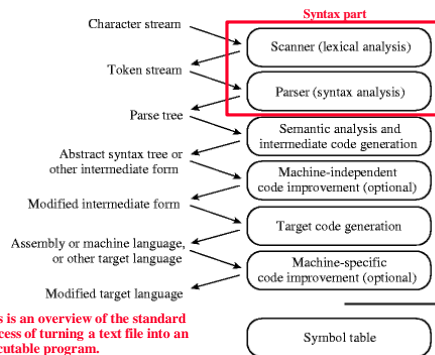 Syntax part
Character stream
Scanner (lexical analysis)
Token stream
Parser (syntax analysis)
Parse tree
Semantic analysis and
intermediate code generation
Abstract syntax tree or
other intermediate form
Machine-independent
code improvement (optional)
Modified intermediate form
Target code generation
Assembly or machine language,
or other target language
Machine-specific
code improvement (optional)
Modified target language
s is an overview of the standard
cess of turning a text file into an
cutable program.
Symbol table